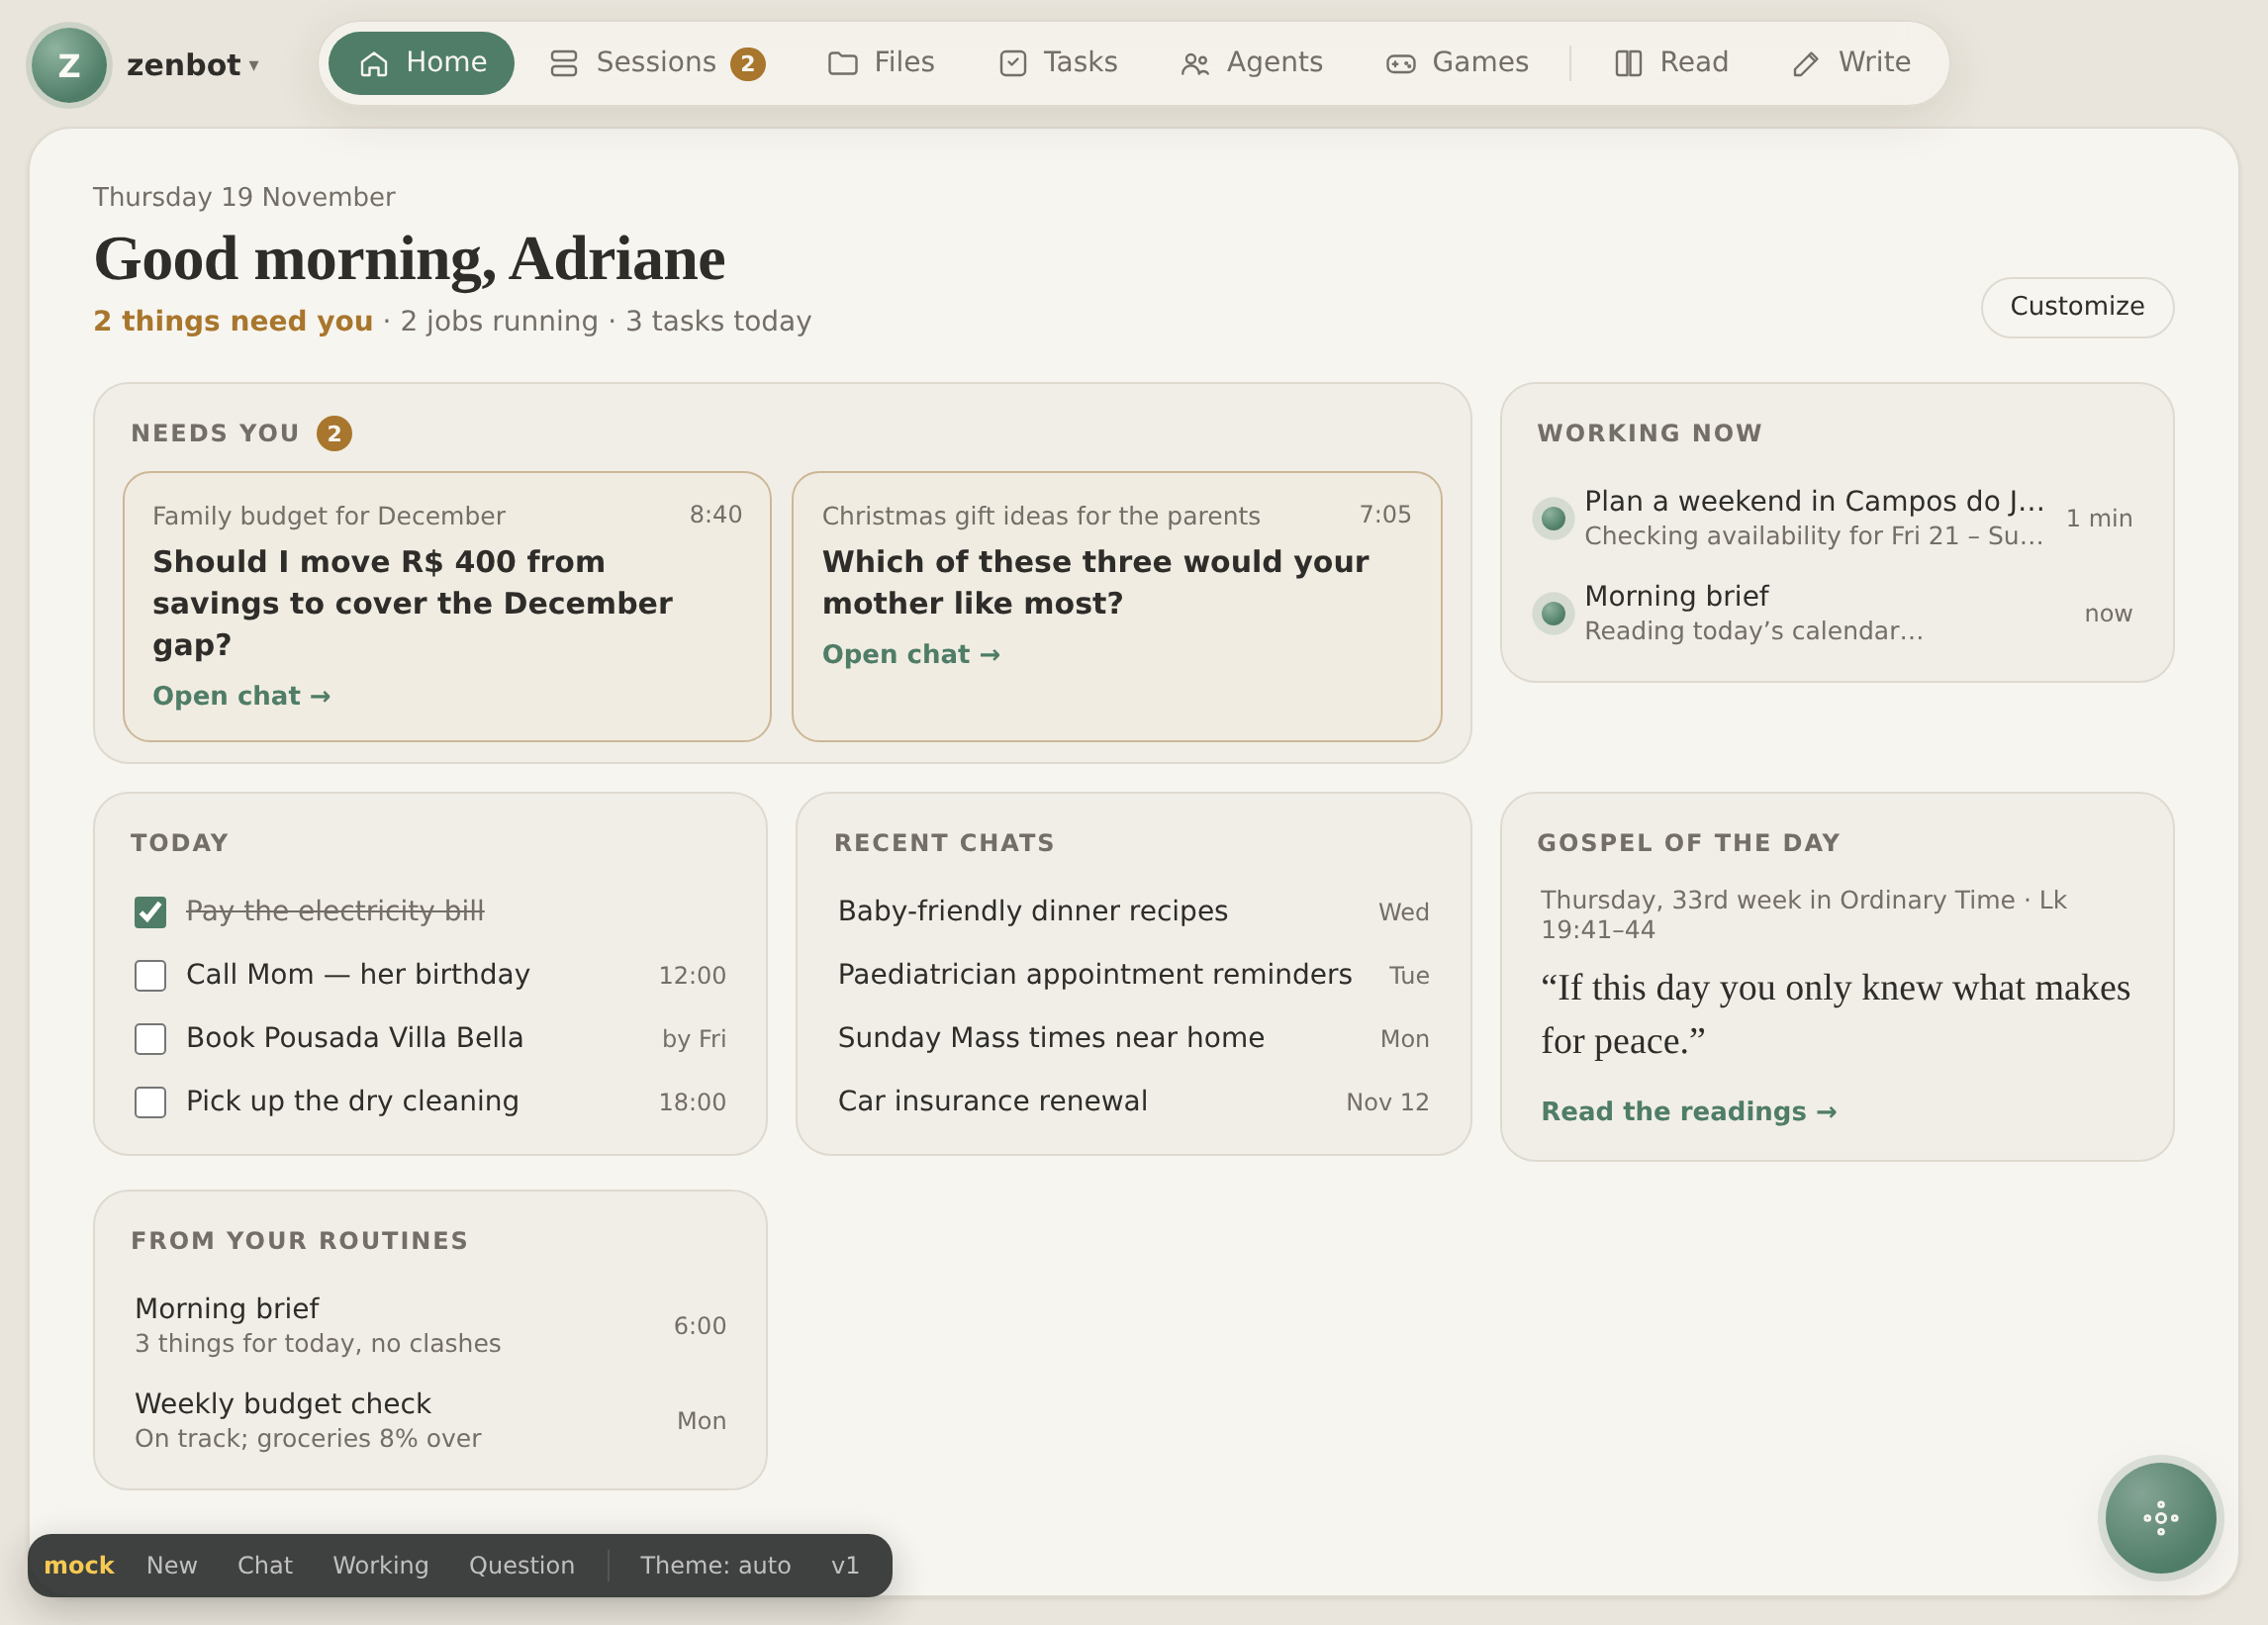 Z zenbot ▾
Home Sessions 2 Files Tasks Agents Games Read Write
Thursday 19 November
Good morning, Adriane
2 things need you · 2 jobs running · 3 tasks today
Customize
NEEDS YOU 2
Family budget for December 8:40
Should I move R$ 400 from
savings to cover the December
gap?
Open chat →
Christmas gift ideas for the parents 7:05
Which of these three would your
mother like most?
Open chat →
WORKING NOW
Plan a weekend in Campos do J… 1 min
Checking availability for Fri 21 – Su…
Morning brief now
Reading today’s calendar…
TODAY
Pay the electricity bill
Call Mom — her birthday 12:00
Book Pousada Villa Bella by Fri
Pick up the dry cleaning 18:00
RECENT CHATS
Baby-friendly dinner recipes Wed
Paediatrician appointment reminders Tue
Sunday Mass times near home Mon
Car insurance renewal Nov 12
GOSPEL OF THE DAY
Thursday, 33rd week in Ordinary Time · Lk
19:41–44
“If this day you only knew what makes
for peace.”
Read the readings →
FROM YOUR ROUTINES
Morning brief 6:00
3 things for today, no clashes
Weekly budget check Mon
On track; groceries 8% over
mock New Chat Working Question Theme: auto v1